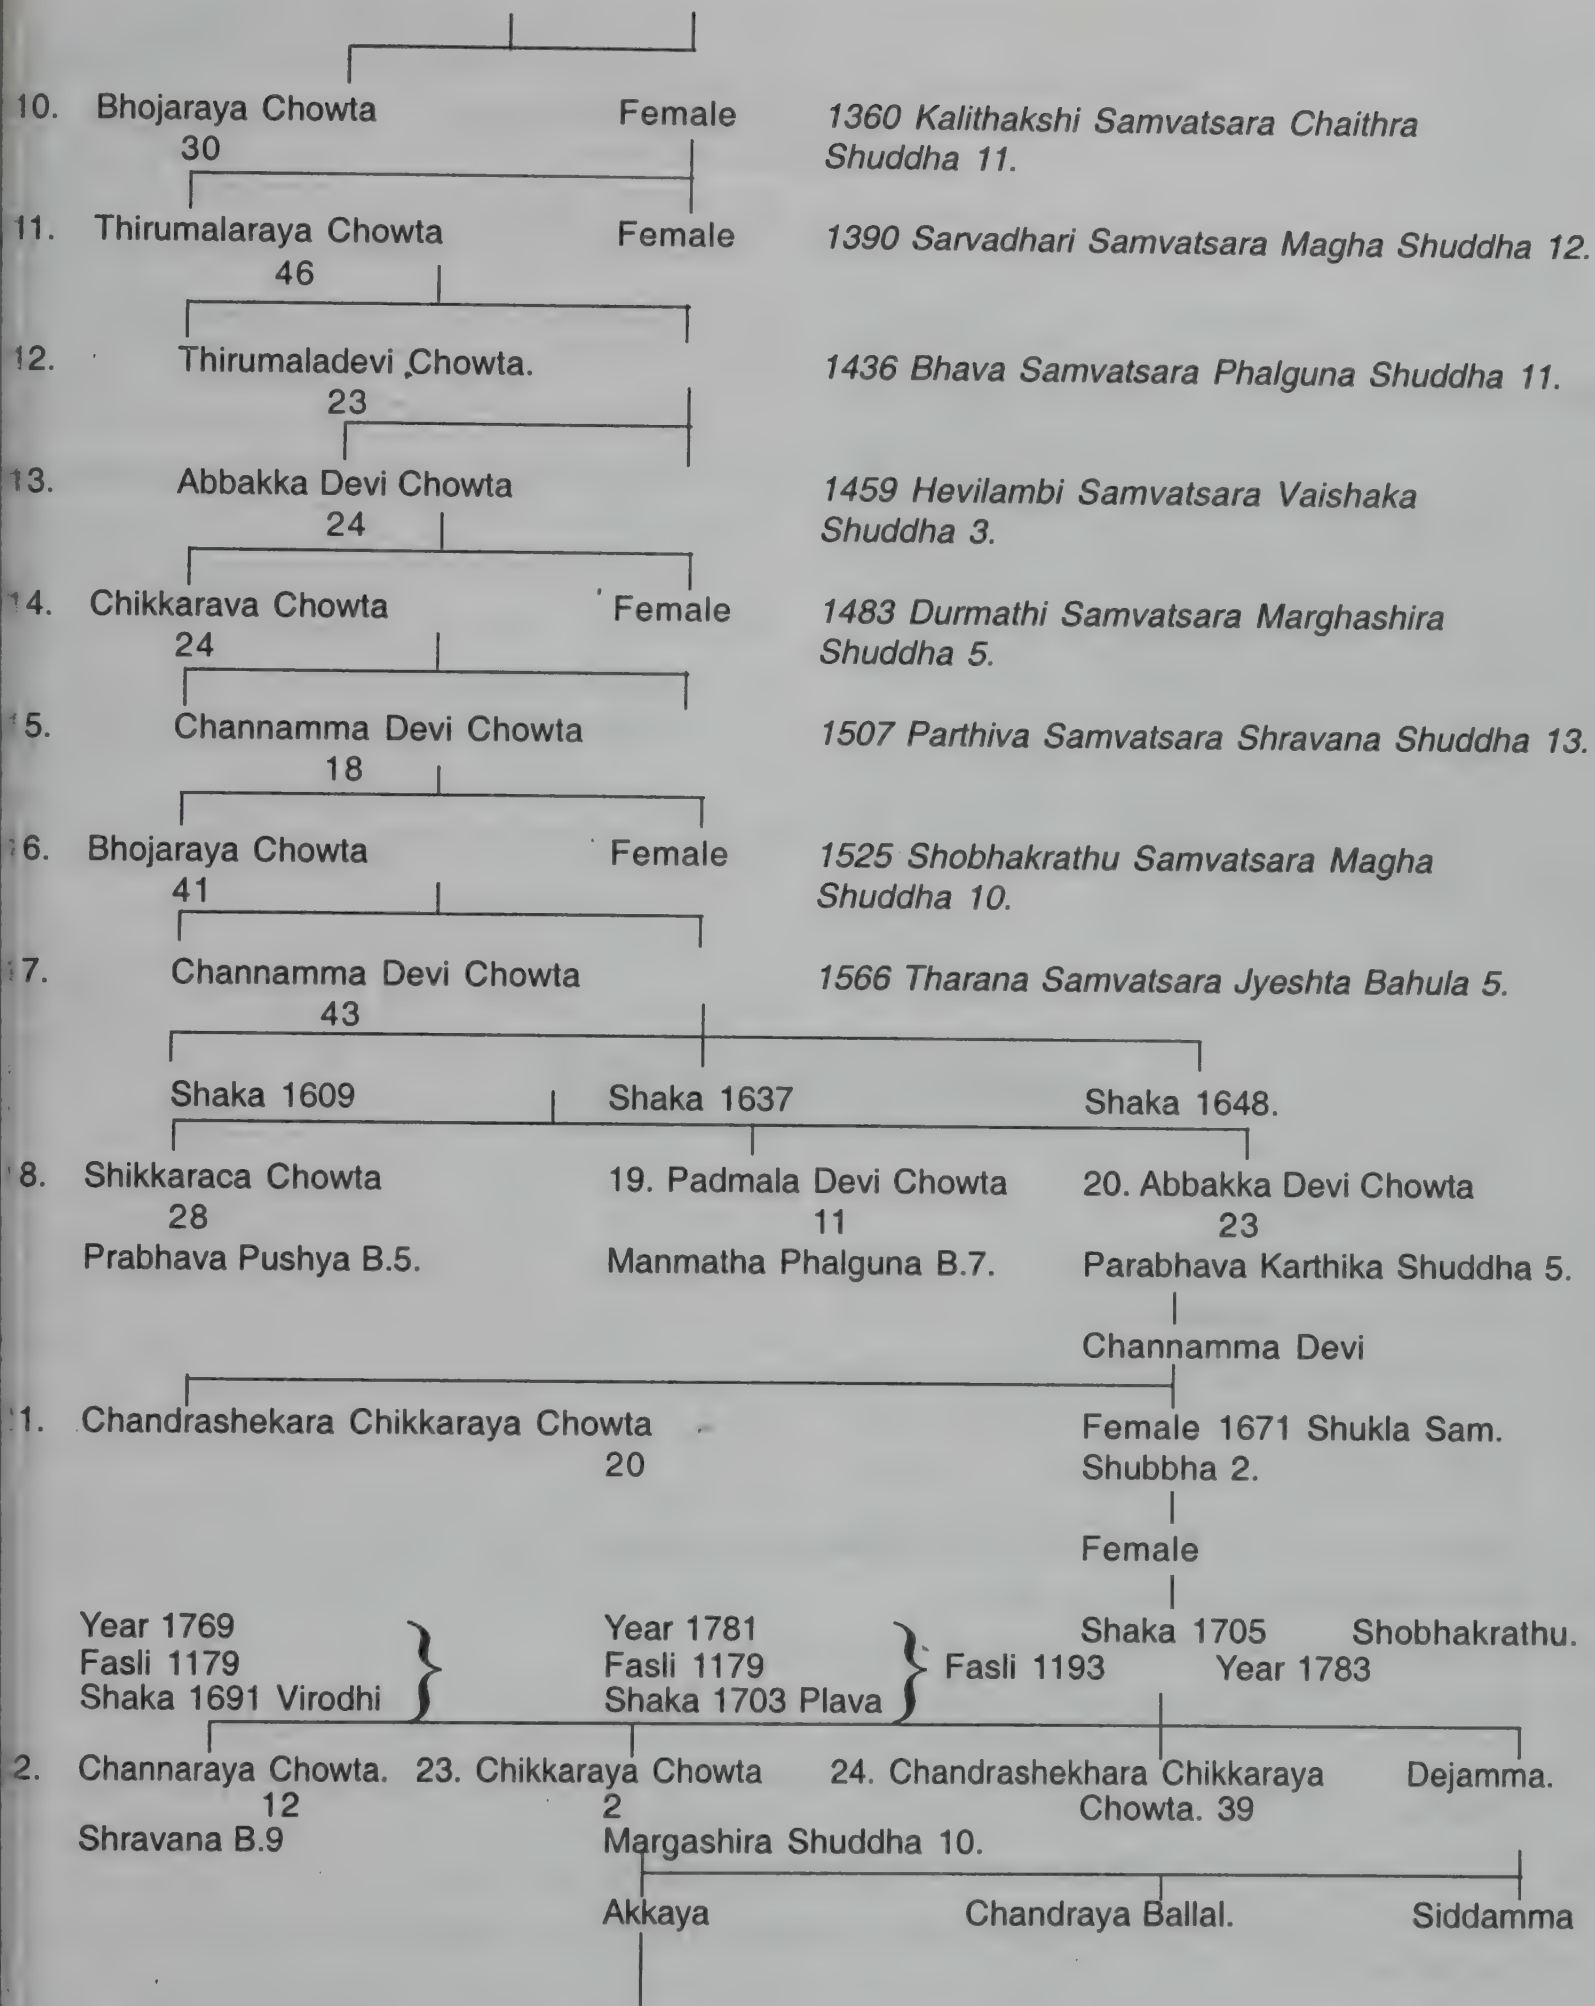 10. Bhojaraya Chowta Female 1360 Kalithakshi Samvatsara Chaithra
30 Shuddha 11.
11. Thirumalaraya Chowta Female 1390 Sarvadhari Samvatsara Magha Shuddha 12.
46
12. Thirumaladevi Chowta. 1436 Bhava Samvatsara Phalguna Shuddha 11.
23
13. Abbakka Devi Chowta 1459 Hevilambi Samvatsara Vaishaka
24 Shuddha 3.
14. Chikkarava Chowta Female 1483 Durmathi Samvatsara Marghashira
24 Shuddha 5.
5. Channamma Devi Chowta 1507 Parthiva Samvatsara Shravana Shuddha 13.
18
6. Bhojaraya Chowta Female 1525 Shobhakrathu Samvatsara Magha
41 Shuddha 10.
7. Channamma Devi Chowta 1566 Tharana Samvatsara Jyeshta Bahula 5.
43
Shaka 1609 Shaka 1637 Shaka 1648.
8. Shikkaraca Chowta 19. Padmala Devi Chowta 20. Abbakka Devi Chowta
28 11 23
Prabhava Pushya B.5. Manmatha Phalguna B.7. Parabhava Karthika Shuddha 5.
Channamma Devi
1. Chandrashekara Chikkaraya Chowta Female 1671 Shukla Sam.
20 Shubbha 2.
Female
Year 1769 Year 1781 Shaka 1705 Shobhakrathu.
Fasli 1179 Fasli 1179 Fasli 1193 Year 1783
Shaka 1691 Virodhi Shaka 1703 Plava
2. Channaraya Chowta. 23. Chikkaraya Chowta 24. Chandrashekhara Chikkaraya Dejamma.
12 2 Chowta. 39
Shravana B.9 Margashira Shuddha 10.
Akkaya Chandraya Ballal. Siddamma